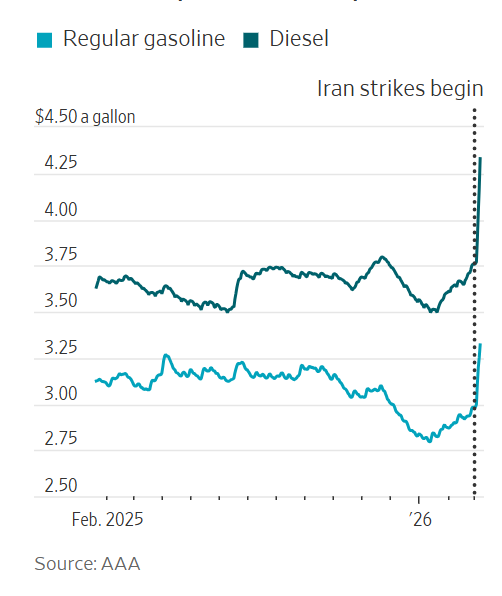 Regular gasoline Diesel
Iran strikes begin
$4.50 a gallon
4.25
4.00
3.75
3.50
3.25
3.00
2.75
2.50
Feb. 2025 ’26
Source: AAA